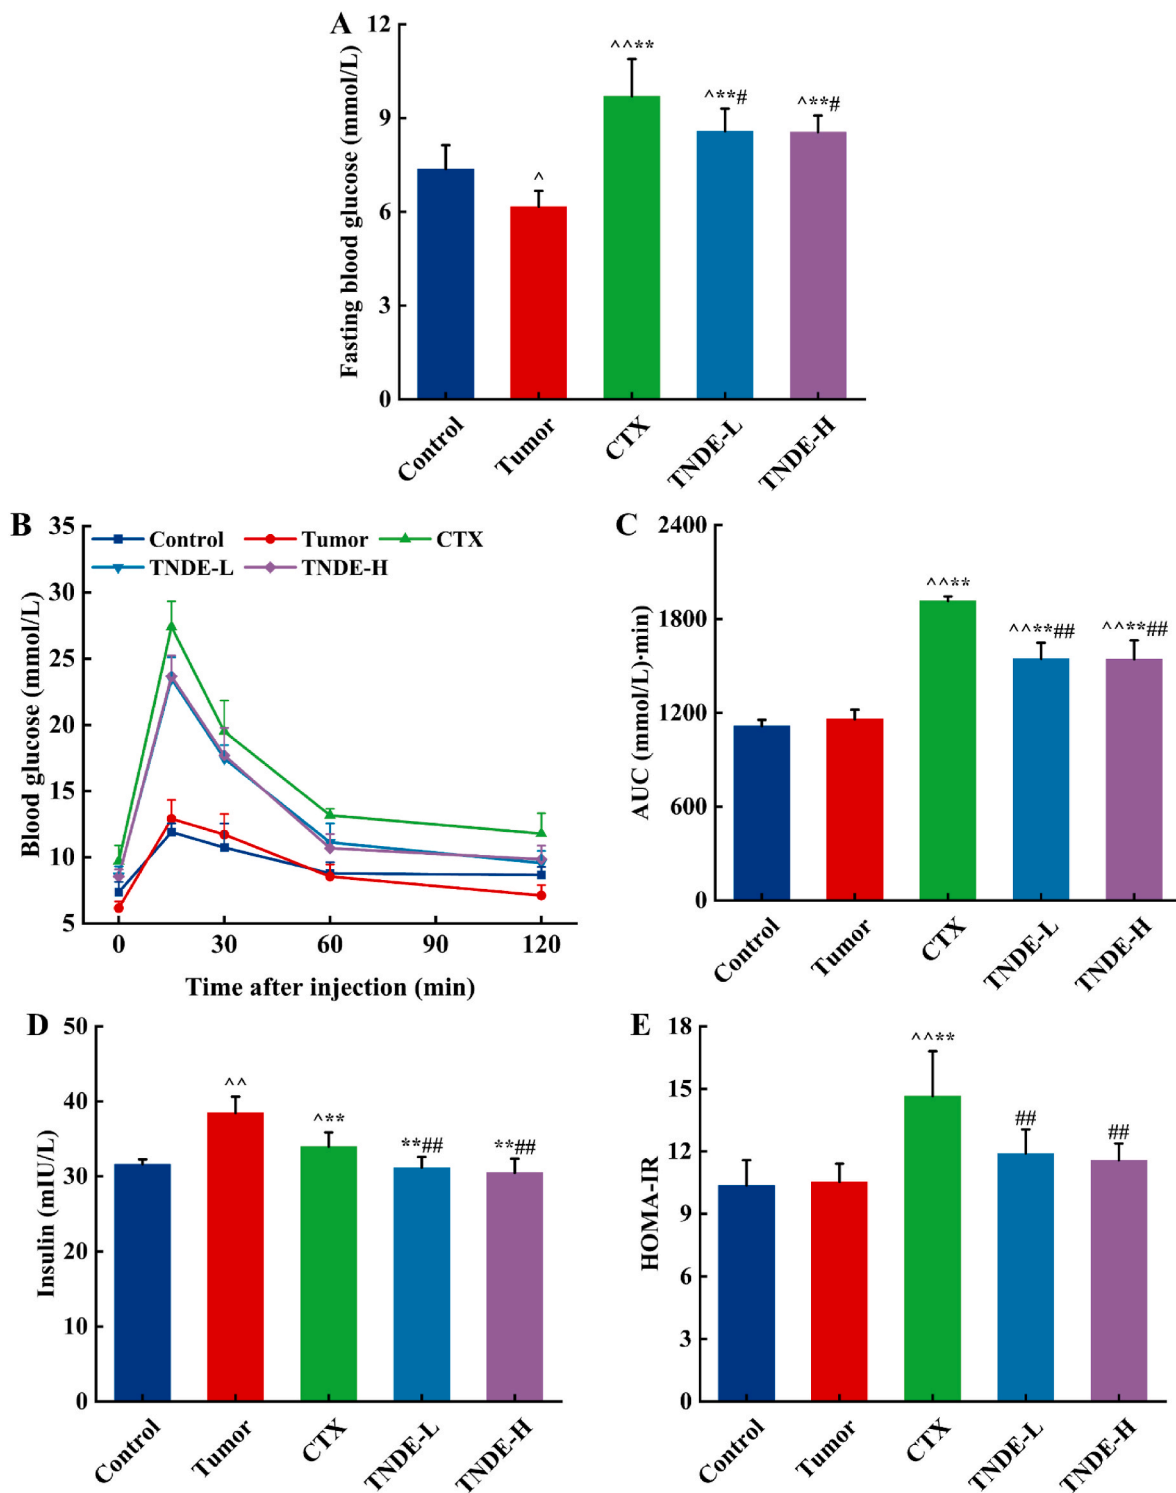 A
Fasting blood glucose (mmol/L)
12
9
6
3
0
^^**
^**#
^**#
^
Control
Tumor
CTX
TNDE-L
TNDE-H
B
Blood glucose (mmol/L)
35
30
25
20
15
10
5
Control
Tumor
CTX
TNDE-L
TNDE-H
0
30
60
90
120
Time after injection (min)
C
AUC (mmol/L)·min)
2400
1800
1200
600
0
^^**
^^**##
^^**##
Control
Tumor
CTX
TNDE-L
TNDE-H
D
Insulin (mIU/L)
50
40
30
20
10
0
^^
^**
**##
**##
Control
Tumor
CTX
TNDE-L
TNDE-H
E
HOMA-IR
18
15
12
9
6
3
0
^^**
##
##
Control
Tumor
CTX
TNDE-L
TNDE-H